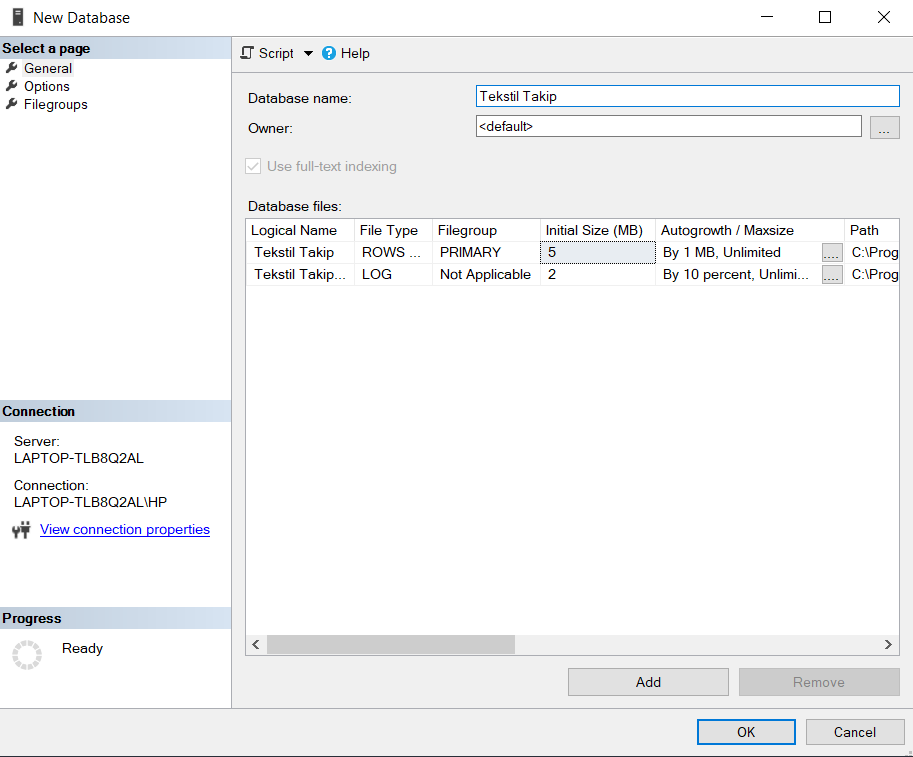 New Database
Select a page
General
Options
Filegroups
Script
Help
Database name:
Tekstil Takip
Owner:
<default>
...
Use full-text indexing
Database files:
Logical Name File Type Filegroup Initial Size (MB) Autogrowth / Maxsize Path
Tekstil Takip ROWS ... PRIMARY 5 By 1 MB, Unlimited .... C:\Prog
Tekstil Takip... LOG Not Applicable 2 By 10 percent, Unlimi... .... C:\Prog
Connection
Server:
LAPTOP-TLB8Q2AL
Connection:
LAPTOP-TLB8Q2AL\HP
View connection properties
Progress
Ready
Add
Remove
OK
Cancel